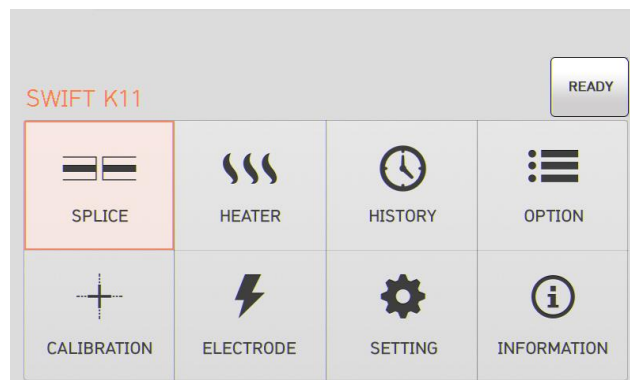 READY
SWIFT K11
SPLICE HEATER HISTORY OPTION
CALIBRATION ELECTRODE SETTING INFORMATION